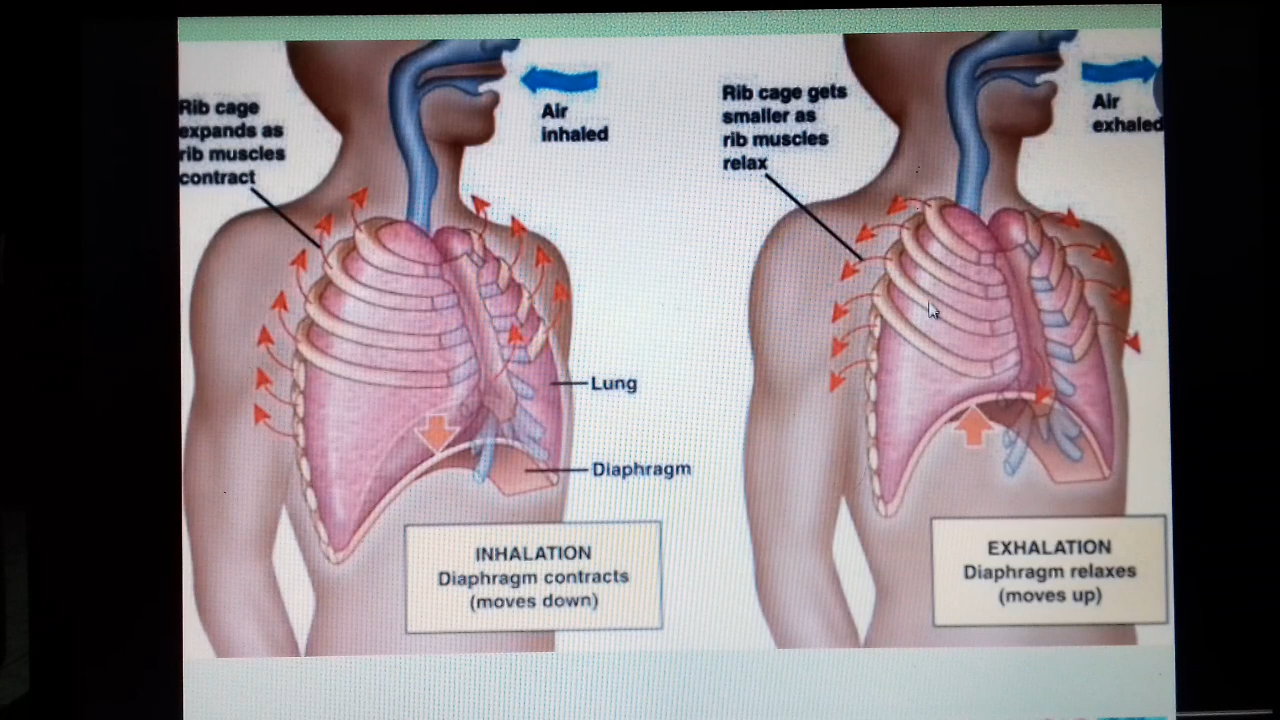 Rib cage
expands as
rib muscles
contract
Air
inhaled
Lung
Diaphragm
INHALATION
Diaphragm contracts
(moves down)
Rib cage gets
smaller as
rib muscles
relax
Air
exhaled
EXHALATION
Diaphragm relaxes
(moves up)